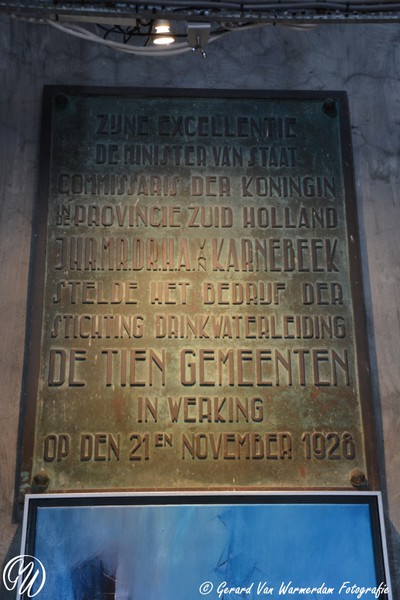 ZIJNE EXCELLENTIE
DE MINISTER VAN STAAT
COMMISSARIS DER KONINGIN
IN DE PROVINCIE ZUID HOLLAND
JHR.MR.DR.H.A. VAN KARNEBEEK
STELDE HET BEDRIJF DER
STICHTING DRINKWATERLEIDING
DE TIEN GEMEENTEN
IN WERKING
OP DEN 21EN NOVEMBER 1928
© Gerard Van Warmerdam Fotografie